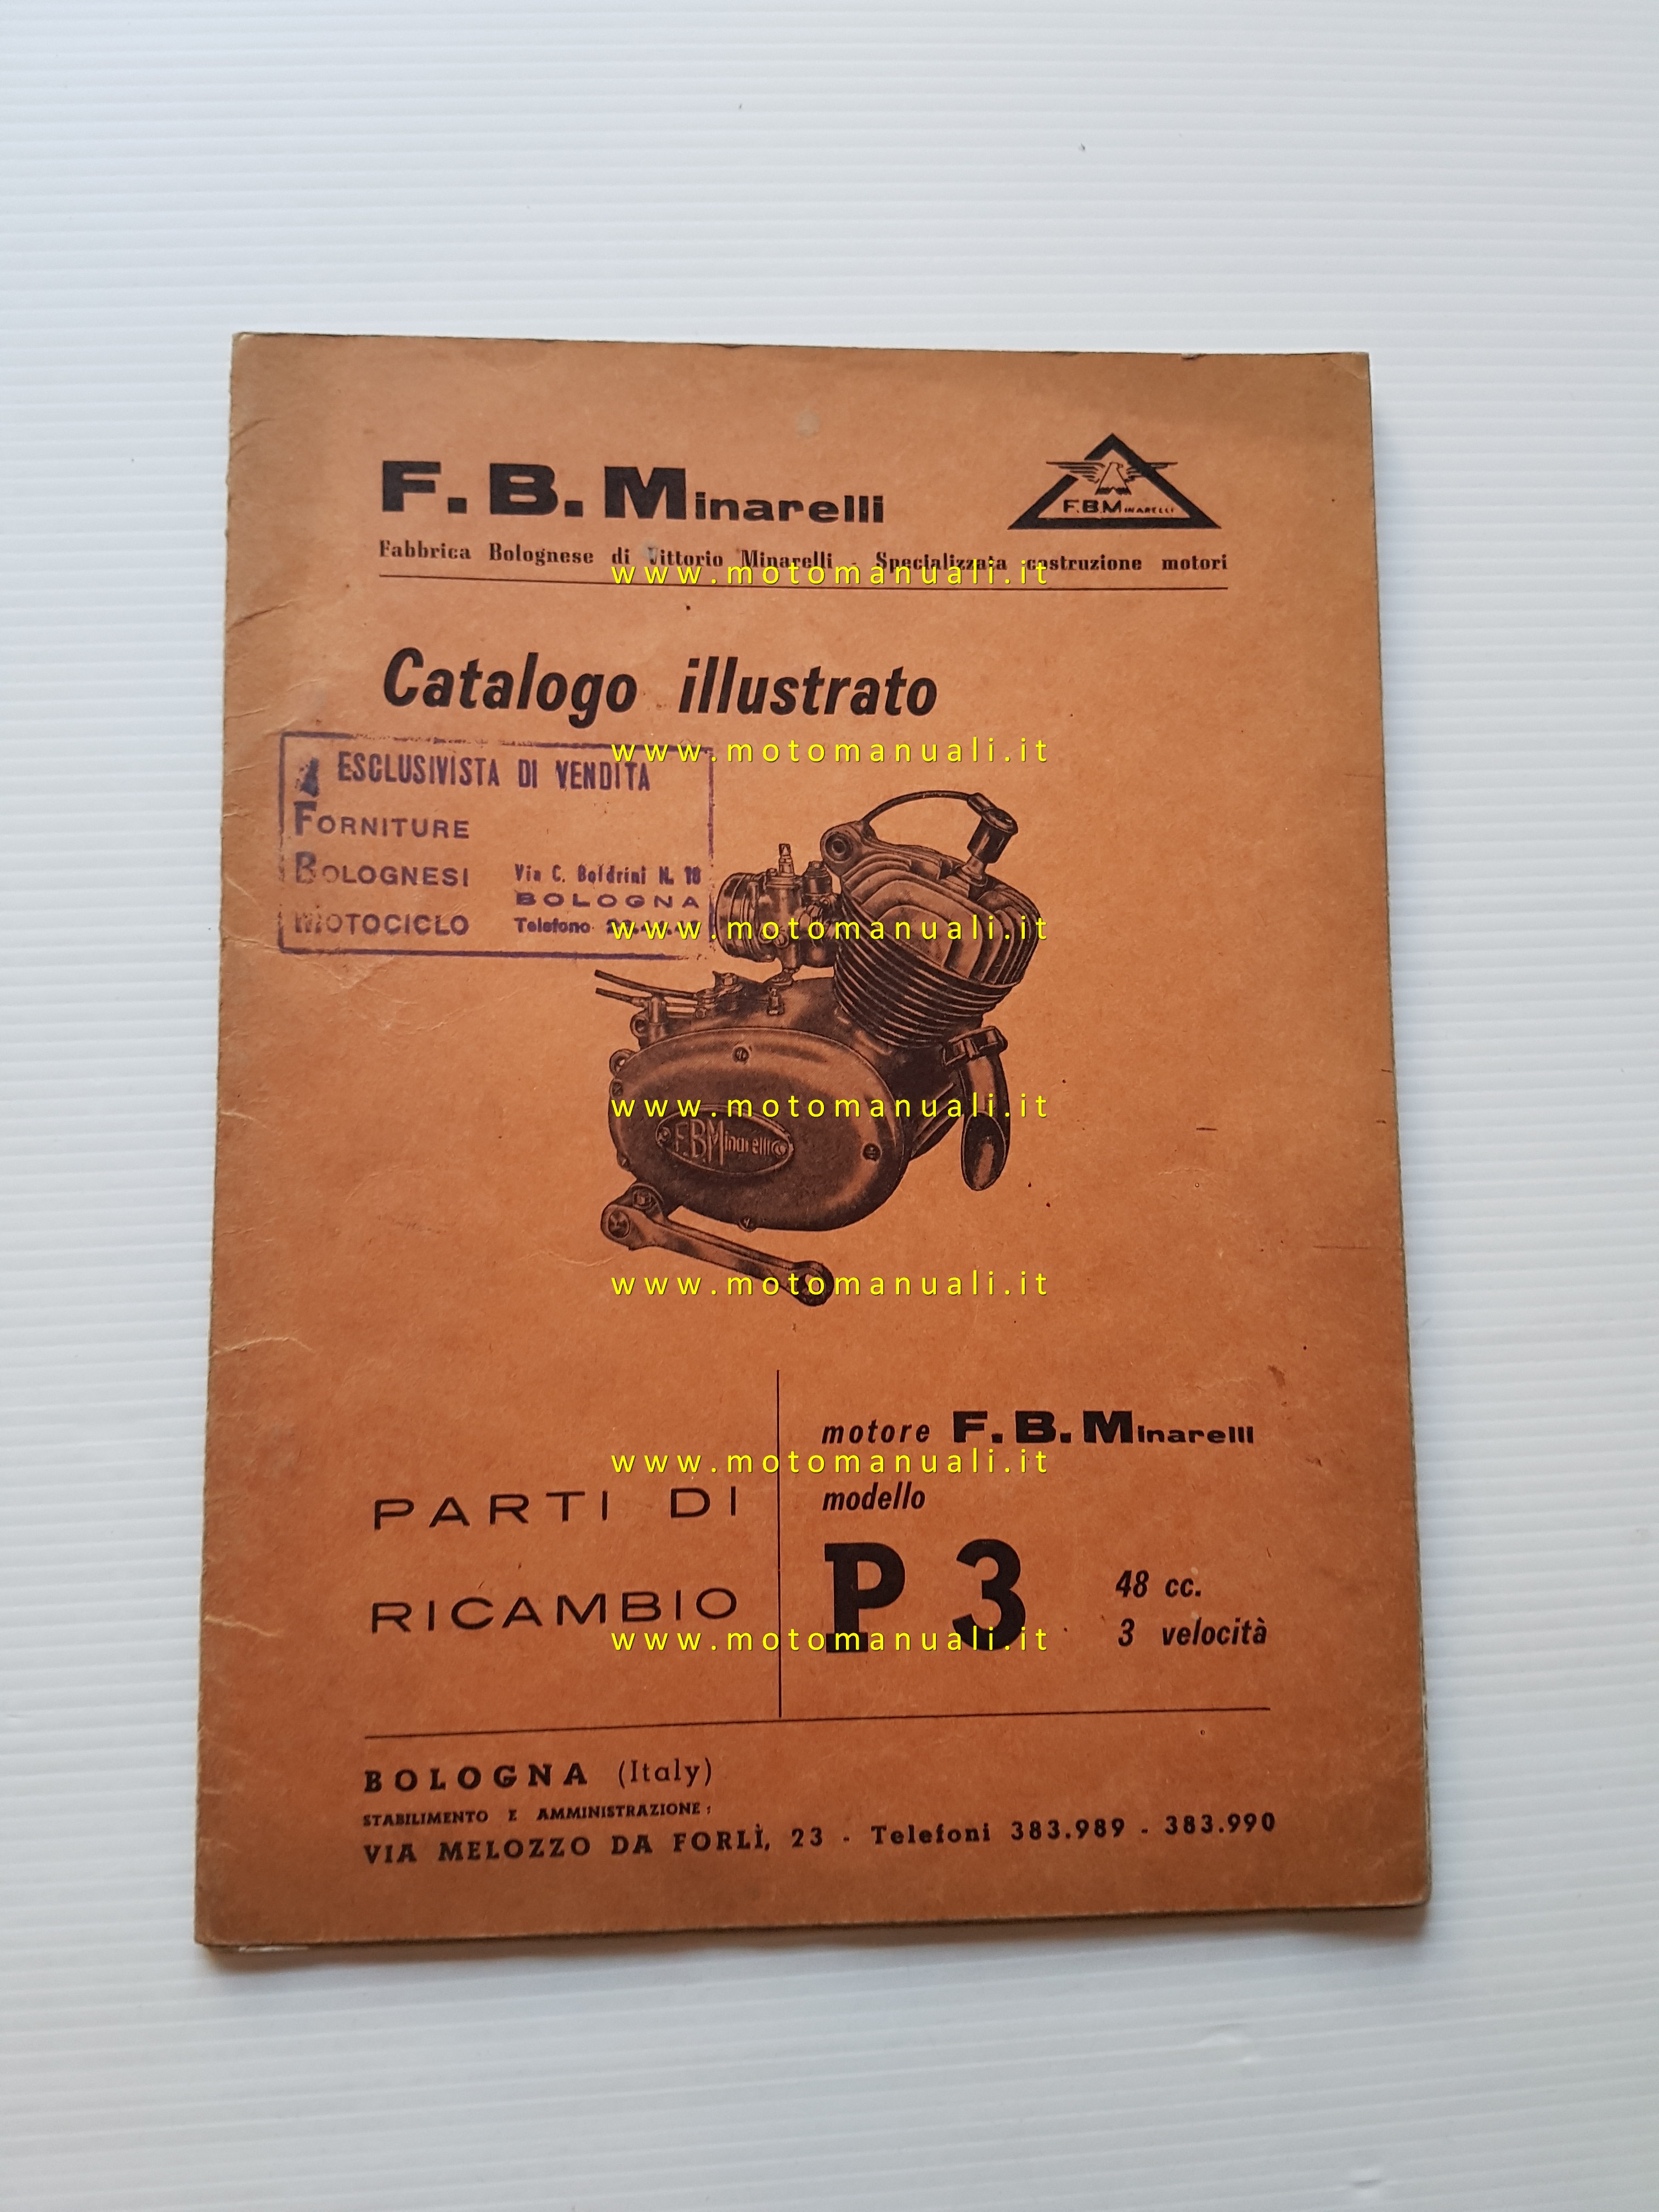 F. B. Minarelli
F.B.MINARELLI
Fabbrica Bolognese di Vittorio Minarelli - Specializzata costruzione motori
www.motomanuali.it
Catalogo illustrato
www.motomanuali.it
ESCLUSIVISTA DI VENDITA
FORNITURE
BOLOGNESI Via C. Boldrini N. 18
BOLOGNA
MOTOCICLO Telefono
www.motomanuali.it
www.motomanuali.it
F.B.Minarelli
www.motomanuali.it
motore F. B. Minarelli
www.motomanuali.it
modello
PARTI DI
RICAMBIO
P 3
48 cc.
3 velocità
www.motomanuali.it
BOLOGNA (Italy)
STABILIMENTO E AMMINISTRAZIONE :
VIA MELOZZO DA FORLÌ, 23 - Telefoni 383.989 - 383.990